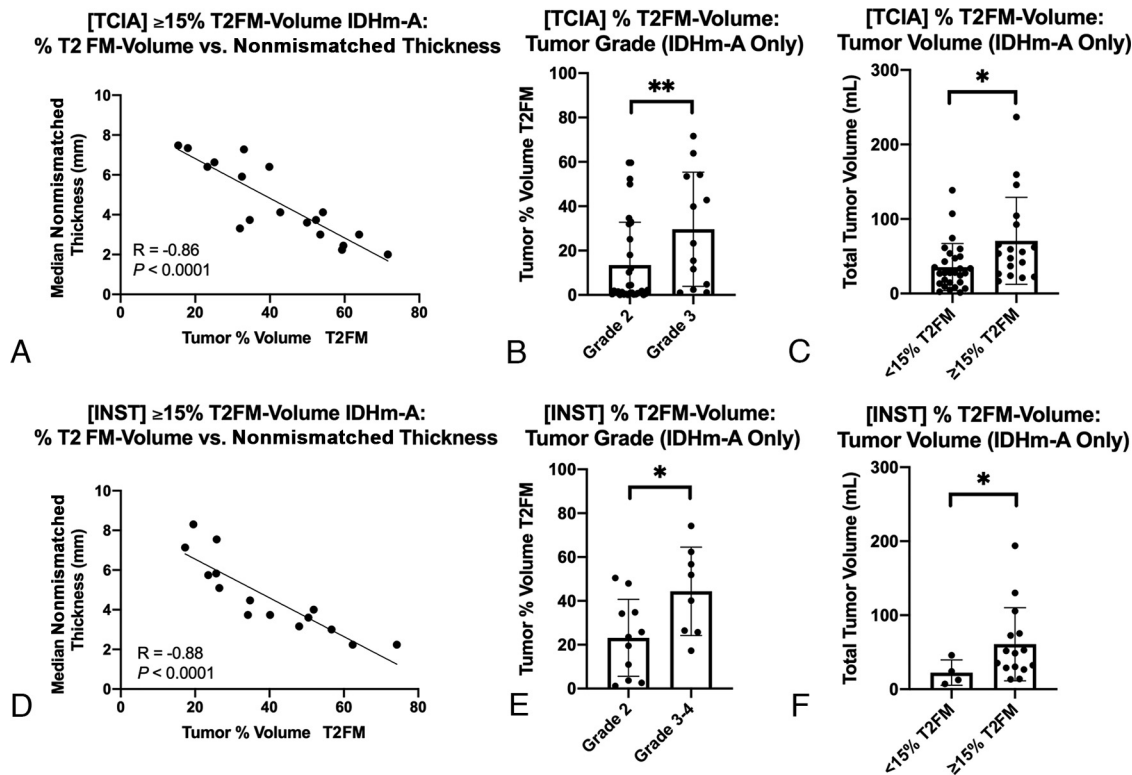 [TCIA] ≥15% T2FM-Volume IDHm-A:
% T2 FM-Volume vs. Nonmismatched Thickness
Median Nonmismatched
Thickness (mm)
10
8
6
4
2
0
R = -0.86
P < 0.0001
0 20 40 60 80
Tumor % Volume T2FM
A
[TCIA] % T2FM-Volume:
Tumor Grade (IDHm-A Only)
Tumor % Volume T2FM
100
80
60
40
20
0
**
Grade 2
Grade 3
B
[TCIA] % T2FM-Volume:
Tumor Volume (IDHm-A Only)
Total Tumor Volume (mL)
300
200
100
0
*
<15% T2FM
≥15% T2FM
C
[INST] ≥15% T2FM-Volume IDHm-A:
% T2 FM-Volume vs. Nonmismatched Thickness
Median Nonmismatched
Thickness (mm)
10
8
6
4
2
0
R = -0.88
P < 0.0001
0 20 40 60 80
Tumor % Volume T2FM
D
[INST] % T2FM-Volume:
Tumor Grade (IDHm-A Only)
Tumor % Volume T2FM
100
80
60
40
20
0
*
Grade 2
Grade 3-4
E
[INST] % T2FM-Volume:
Tumor Volume (IDHm-A Only)
Total Tumor Volume (mL)
300
200
100
0
*
<15% T2FM
≥15% T2FM
F